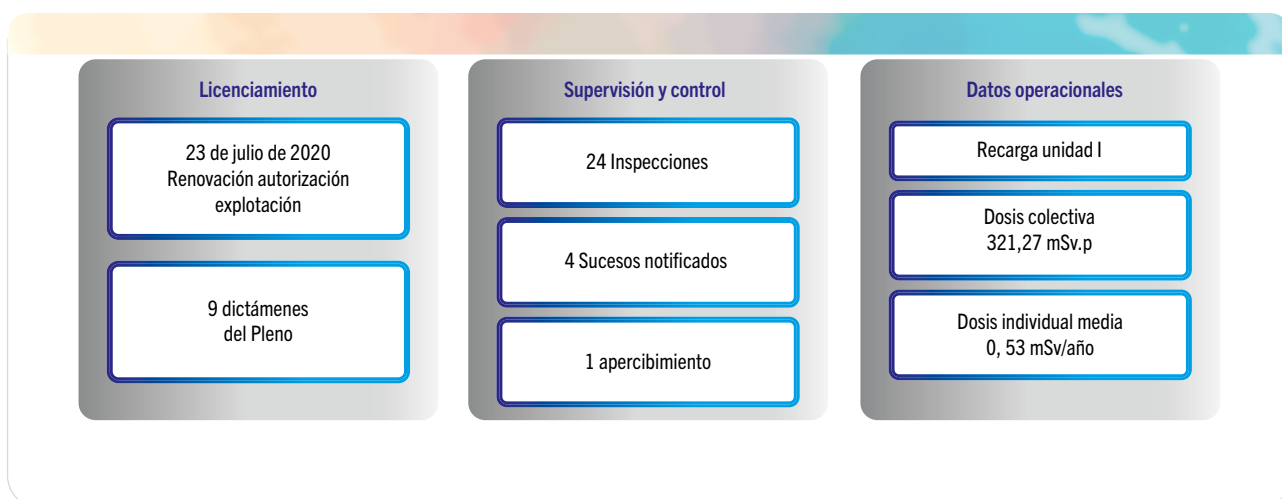 Licenciamiento
23 de julio de 2020
Renovación autorización
explotación
9 dictámenes
del Pleno
Supervisión y control
24 Inspecciones
4 Sucesos notificados
1 apercibimiento
Datos operacionales
Recarga unidad I
Dosis colectiva
321,27 mSv.p
Dosis individual media
0, 53 mSv/año